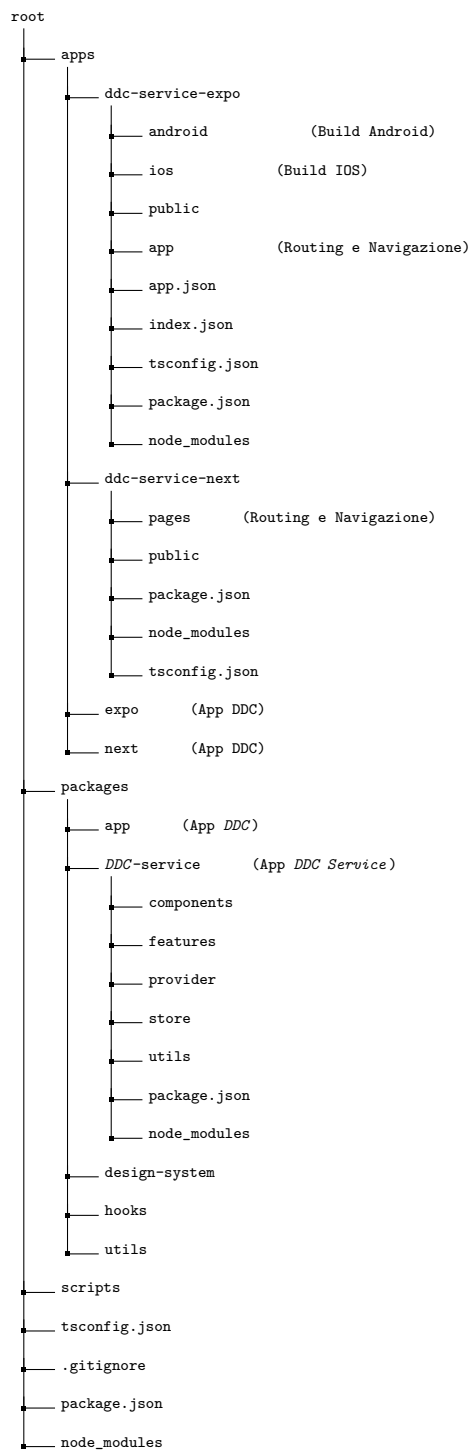 root
apps
ddc-service-expo
android (Build Android)
ios (Build IOS)
public
app (Routing e Navigazione)
app.json
index.json
tsconfig.json
package.json
node_modules
ddc-service-next
pages (Routing e Navigazione)
public
package.json
node_modules
tsconfig.json
expo (App DDC)
next (App DDC)
packages
app (App DDC)
DDC-service (App DDC Service)
components
features
provider
store
utils
package.json
node_modules
design-system
hooks
utils
scripts
tsconfig.json
.gitignore
package.json
node_modules